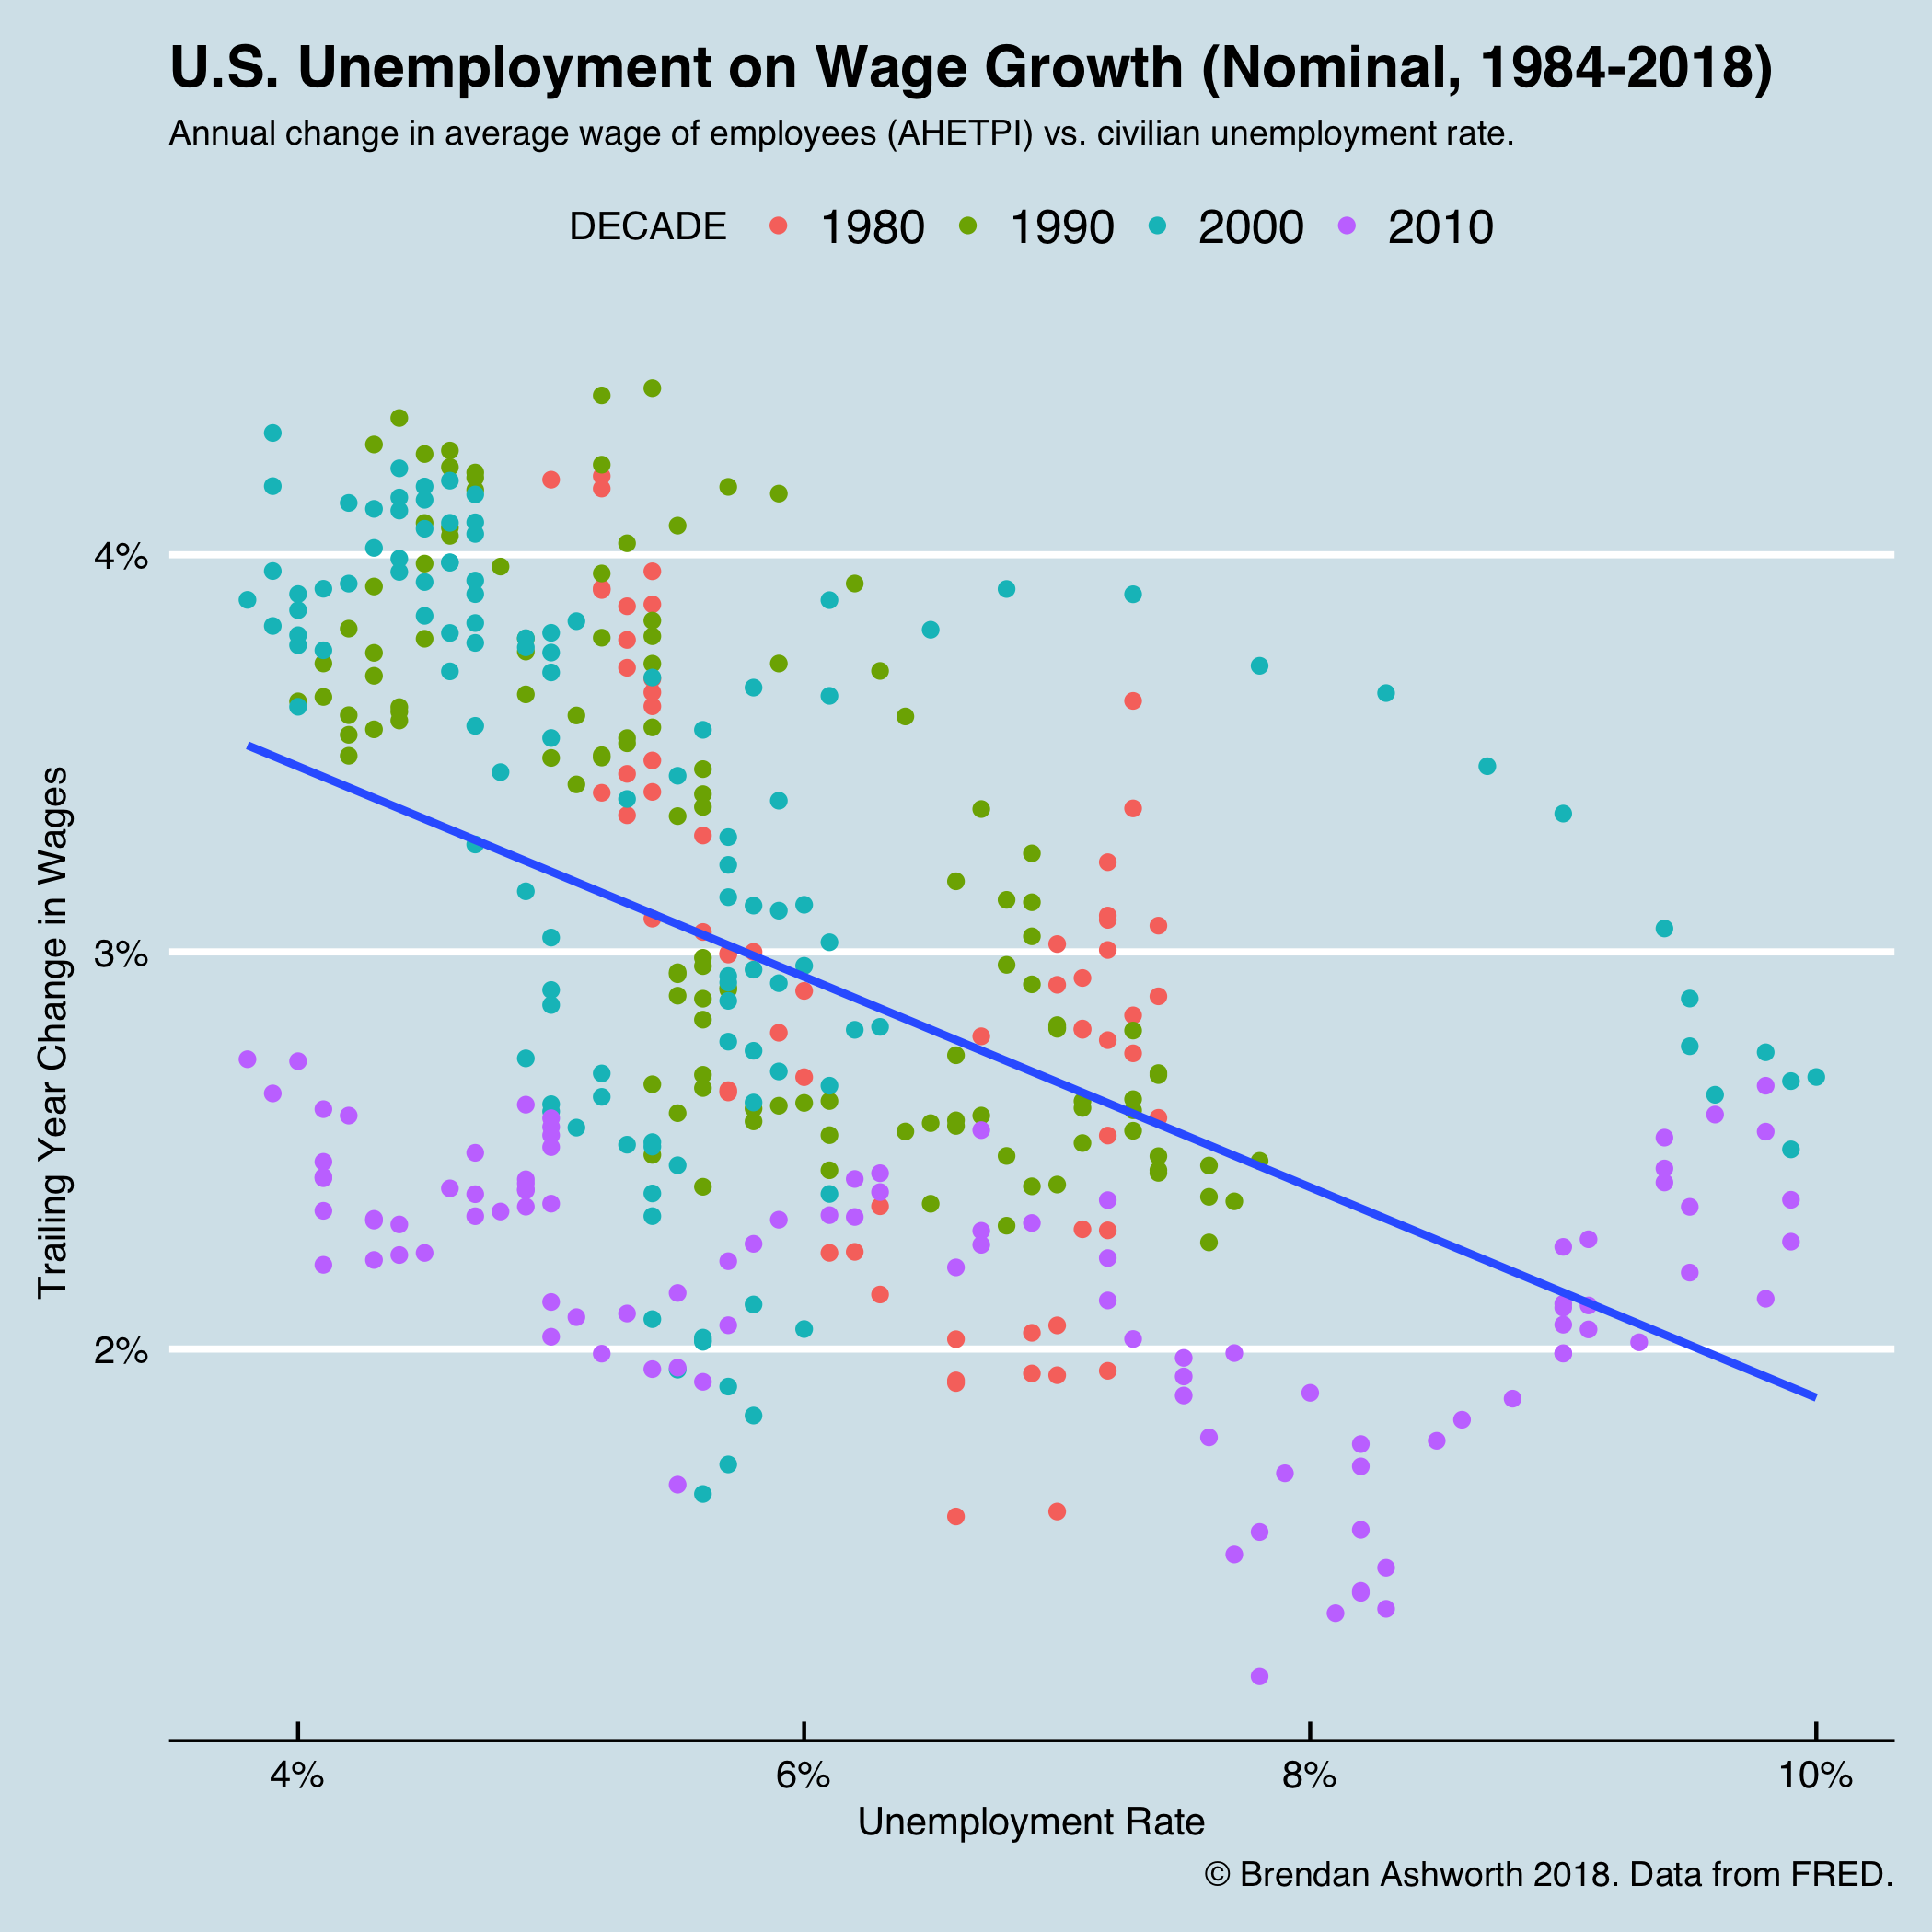 U.S. Unemployment on Wage Growth (Nominal, 1984-2018)
Annual change in average wage of employees (AHETPI) vs. civilian unemployment rate.
DECADE 1980 1990 2000 2010
Trailing Year Change in Wages
4%
3%
2%
4% 6% 8% 10%
Unemployment Rate
© Brendan Ashworth 2018. Data from FRED.